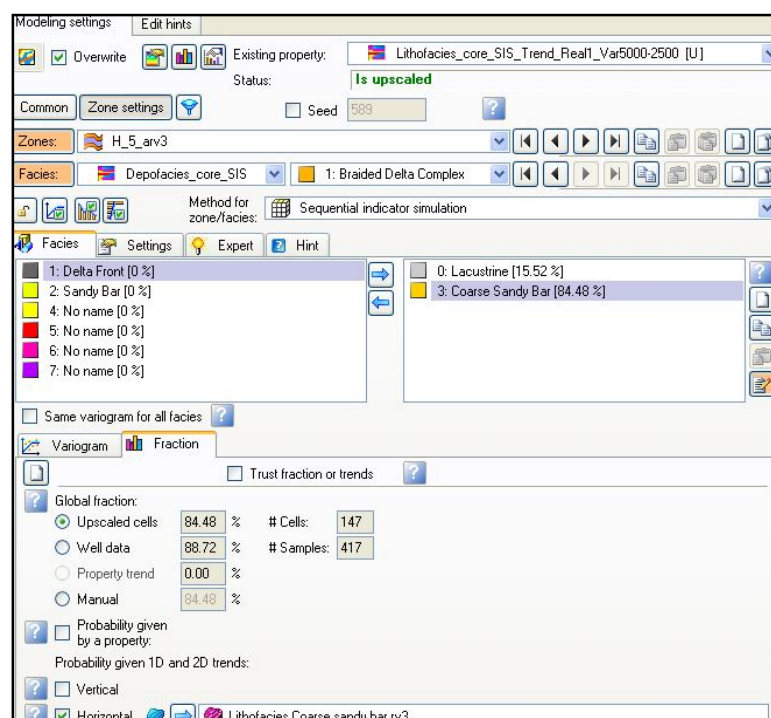 Modeling settings Edit hints
Overwrite Existing property: Lithofacies_core_SIS_Trend_Real1_Var5000-2500 [U]
Status: Is upscaled
Common Zone settings Seed 589
Zones: H_5_arv3
Facies: Depofacies_core_SIS 1: Braided Delta Complex
Method for zone/facies: Sequential indicator simulation
Facies Settings Expert Hint
1: Delta Front [0 %] 0: Lacustrine [15.52 %]
2: Sandy Bar [0 %] 3: Coarse Sandy Bar [84.48 %]
4: No name [0 %]
5: No name [0 %]
6: No name [0 %]
7: No name [0 %]
Same variogram for all facies
Variogram Fraction
Trust fraction or trends
Global fraction:
Upscaled cells 84.48 % # Cells: 147
Well data 88.72 % # Samples: 417
Property trend 0.00 %
Manual 84.48 %
Probability given
by a property:
Probability given 1D and 2D trends:
Vertical
Horizontal Lithofacies Coarse sandy bar rv3